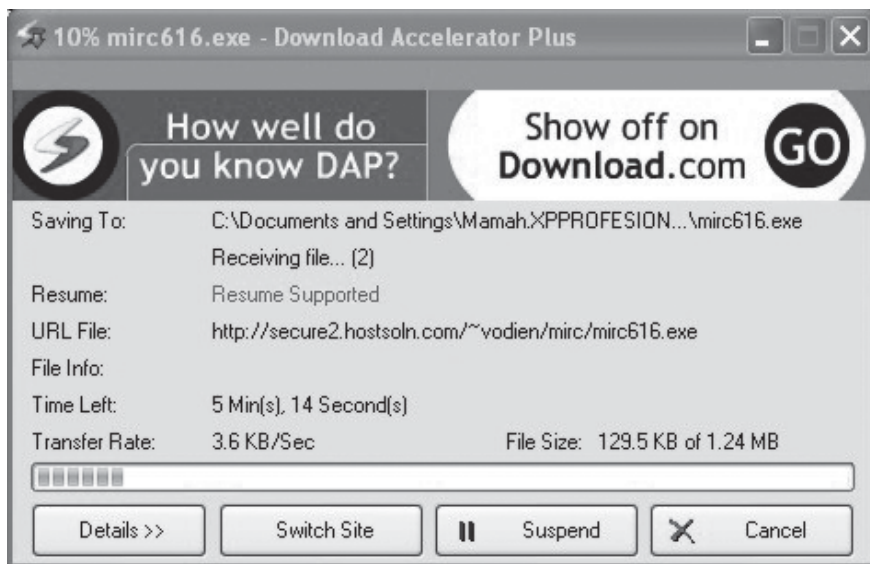 10% mirc616.exe - Download Accelerator Plus
How well do
you know DAP?
Show off on
Download.com
GO
Saving To: C:\Documents and Settings\Mamah.XPPROFESION...\mirc616.exe
Receiving file... (2)
Resume: Resume Supported
URL File: http://secure2.hostsoln.com/~vodien/mirc/mirc616.exe
File Info:
Time Left: 5 Min(s), 14 Second(s)
Transfer Rate: 3.6 KB/Sec File Size: 129.5 KB of 1.24 MB
Details >> Switch Site Suspend Cancel